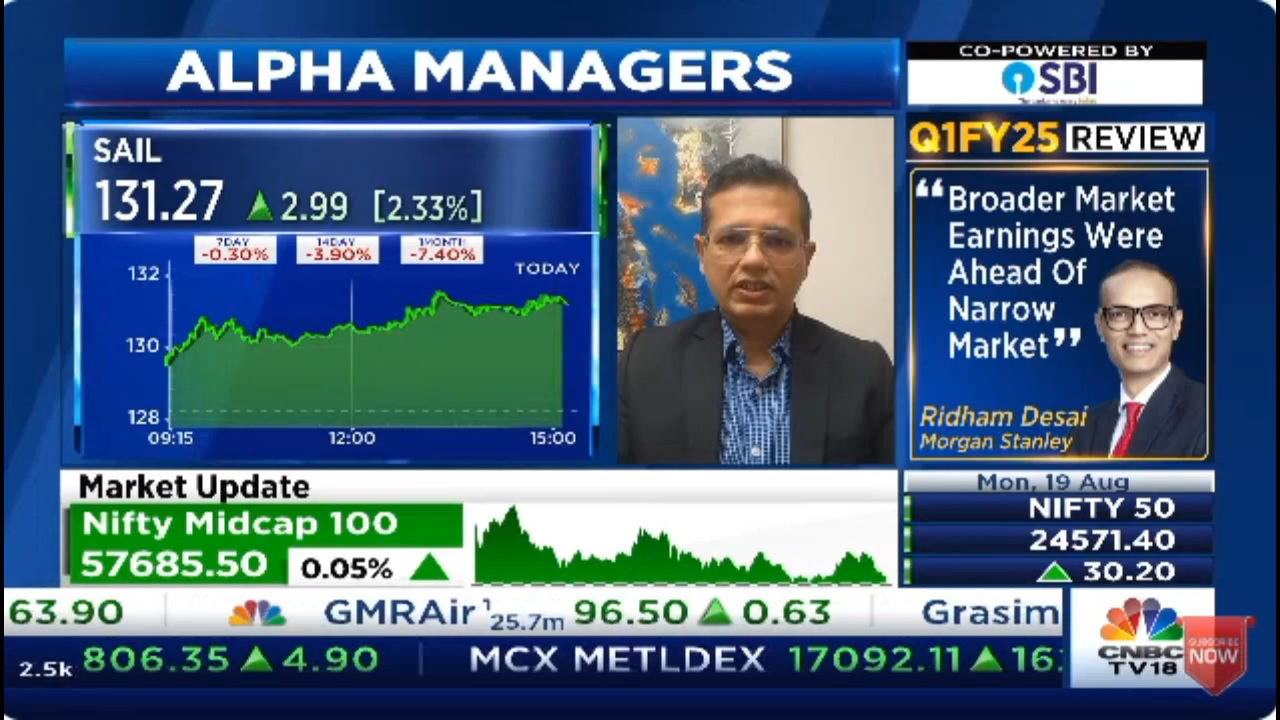 ALPHA MANAGERS
CO-POWERED BY
SBI
SAIL
131.27 ▲ 2.99 [2.33%]
7DAY 14DAY 1MONTH
-0.30% -3.90% -7.40%
TODAY
132
130
128
09:15 12:00 15:00
Q1FY25 REVIEW
“Broader Market
Earnings Were
Ahead Of
Narrow
Market”
Ridham Desai
Morgan Stanley
Market Update
Nifty Midcap 100
57685.50 0.05% ▲
Mon, 19 Aug
NIFTY 50
24571.40
▲ 30.20
63.90 GMRAir¹ 25.7m 96.50 ▲ 0.63 Grasim
2.5k 806.35 ▲ 4.90 MCX METLDEX 17092.11 ▲ 16
CNBC
TV18
SUBSCRIBE
NOW